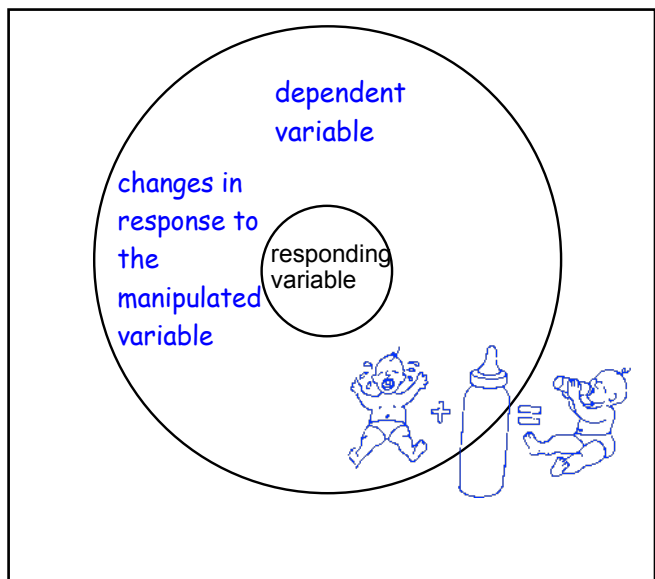 dependent
variable
changes in
response to
the
manipulated
variable
responding
variable
+
=